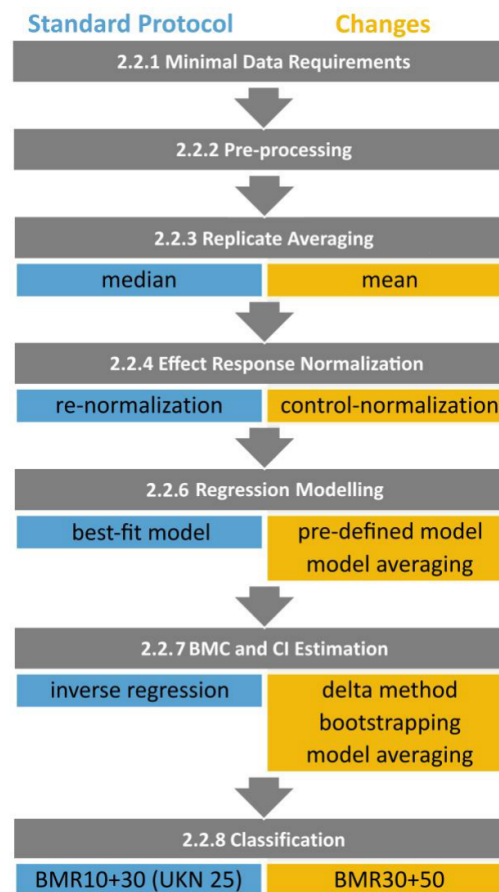 Standard Protocol Changes
2.2.1 Minimal Data Requirements
2.2.2 Pre-processing
2.2.3 Replicate Averaging
median mean
2.2.4 Effect Response Normalization
re-normalization control-normalization
2.2.6 Regression Modelling
best-fit model pre-defined model
model averaging
2.2.7 BMC and CI Estimation
inverse regression delta method
bootstrapping
model averaging
2.2.8 Classification
BMR10+30 (UKN 25) BMR30+50